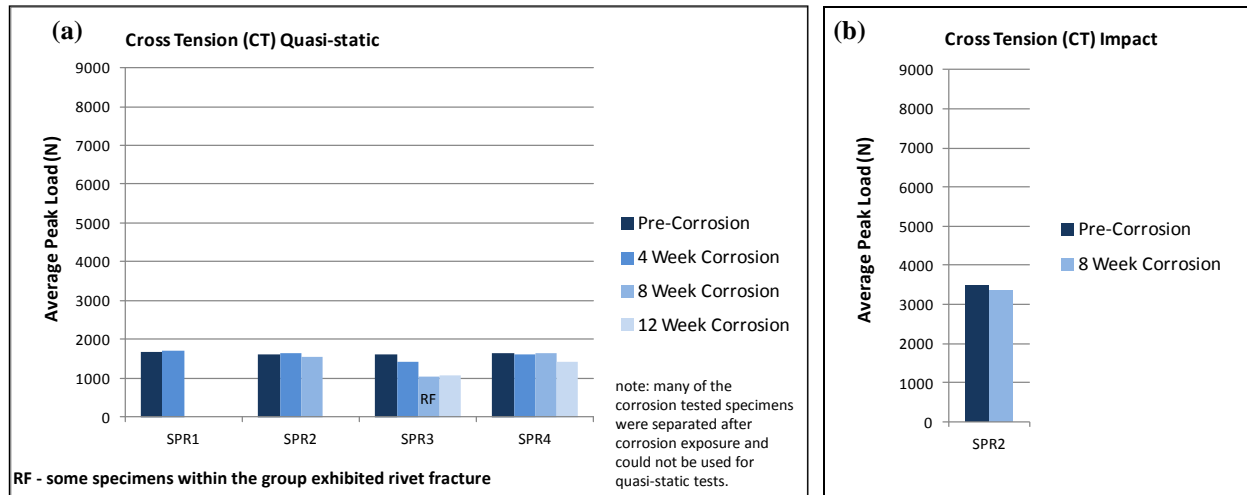 (a)
Cross Tension (CT) Quasi-static
9000
8000
7000
6000
5000
4000
3000
2000
1000
0
Average Peak Load (N)
RF
SPR1
SPR2
SPR3
SPR4
Pre-Corrosion
4 Week Corrosion
8 Week Corrosion
12 Week Corrosion
note: many of the
corrosion tested specimens
were separated after
corrosion exposure and
could not be used for
quasi-static tests.
RF - some specimens within the group exhibited rivet fracture
(b)
Cross Tension (CT) Impact
9000
8000
7000
6000
5000
4000
3000
2000
1000
0
Average Peak Load (N)
SPR2
Pre-Corrosion
8 Week Corrosion